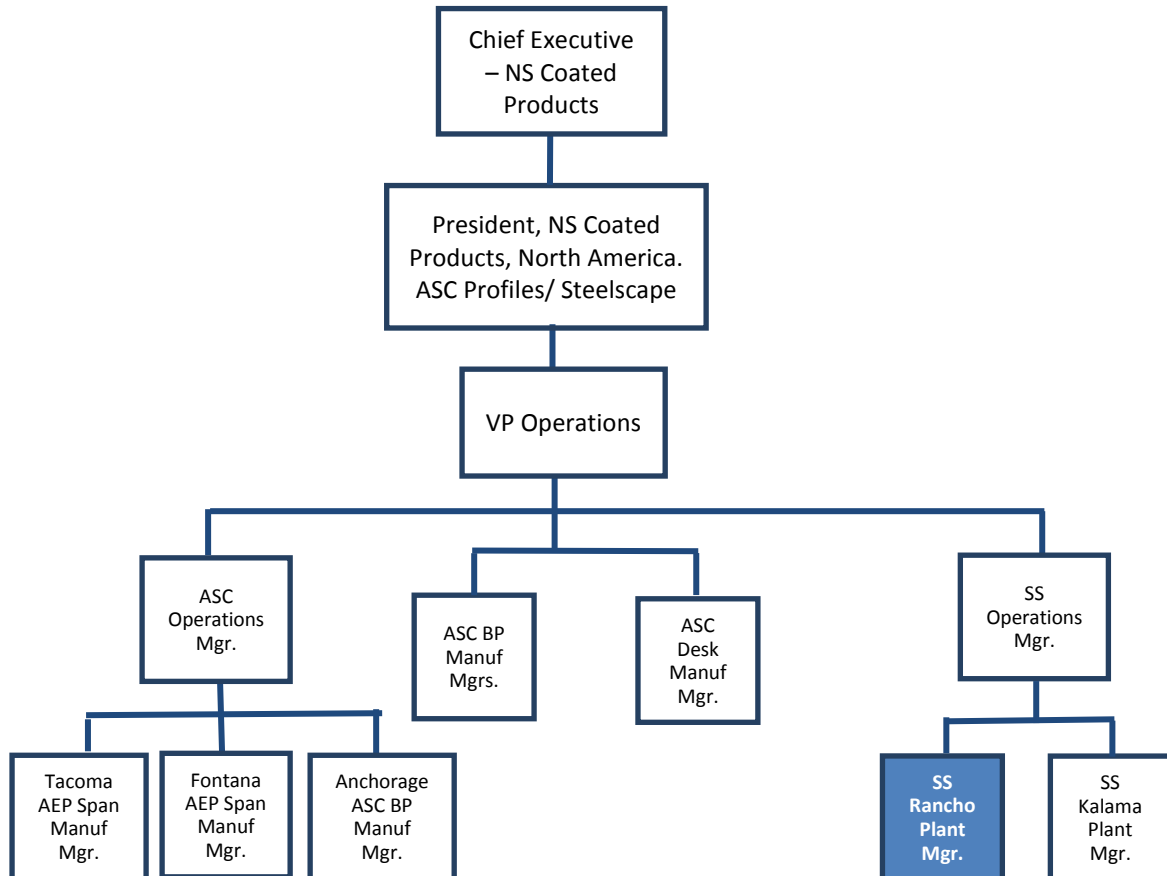 Chief Executive
– NS Coated
Products
President, NS Coated
Products, North America.
ASC Profiles/ Steelscape
VP Operations
ASC
Operations
Mgr.
ASC BP
Manuf
Mgrs.
ASC
Desk
Manuf
Mgr.
SS
Operations
Mgr.
Tacoma
AEP Span
Manuf
Mgr.
Fontana
AEP Span
Manuf
Mgr.
Anchorage
ASC BP
Manuf
Mgr.
SS
Rancho
Plant
Mgr.
SS
Kalama
Plant
Mgr.